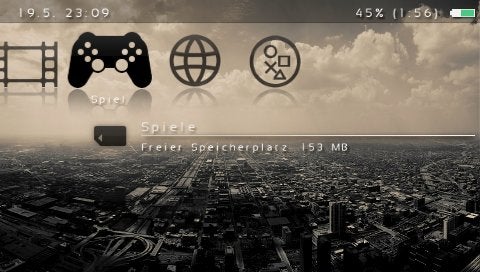 19.5. 23:09
45% (1:56)
Spiel
Spiele
Freier Speicherplatz 153 MB